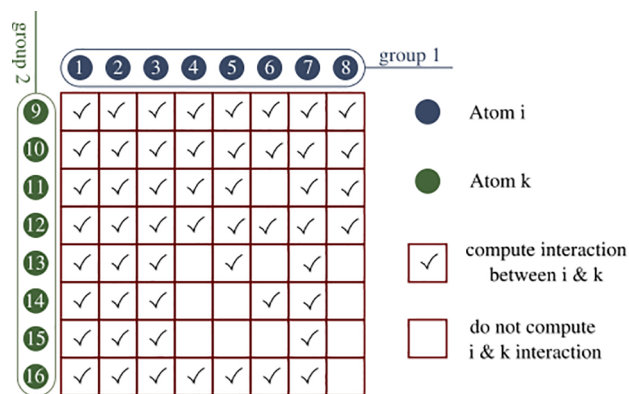 group 2
group 1
1 2 3 4 5 6 7 8
9
10
11
12
13
14
15
16
Atom i
Atom k
compute interaction
between i & k
do not compute
i & k interaction